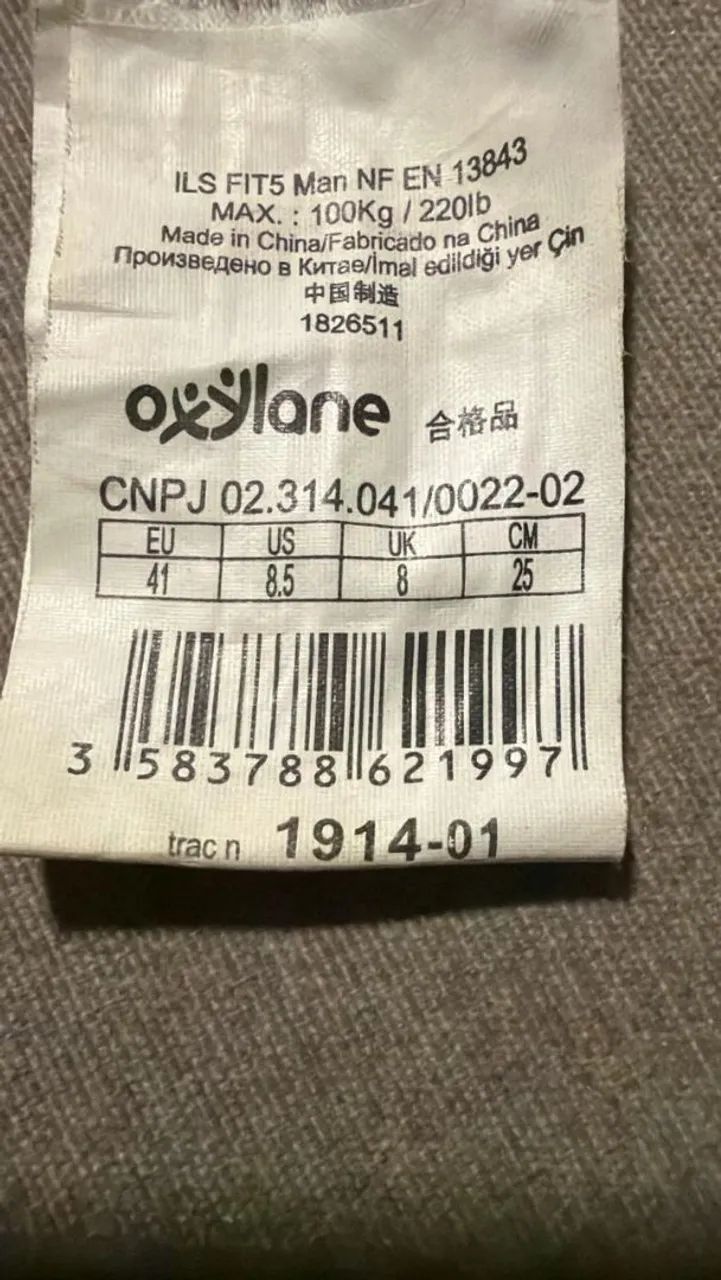 ILS FIT5 Man NF EN 13843
MAX. : 100Kg / 220lb
Made in China/Fabricado na China
Произведено в Китае/İmal edildiği yer Çin
中国制造
1826511
oxylane 合格品
CNPJ 02.314.041/0022-02
EU US UK CM
41 8.5 8 25
3 583788 621997
trac n 1914-01